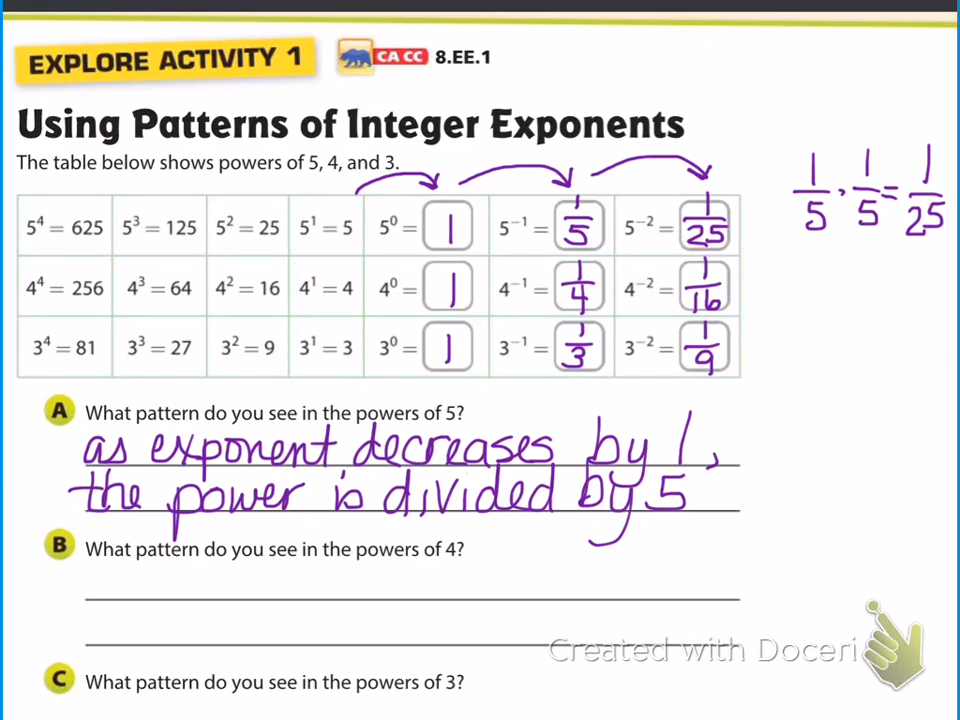 EXPLORE ACTIVITY 1 CA CC 8.EE.1
Using Patterns of Integer Exponents
The table below shows powers of 5, 4, and 3.
1/5 · 1/5 = 1/25
5⁴ = 625 5³ = 125 5² = 25 5¹ = 5 5⁰ = 1 5⁻¹ = 1/5 5⁻² = 1/25
4⁴ = 256 4³ = 64 4² = 16 4¹ = 4 4⁰ = 1 4⁻¹ = 1/4 4⁻² = 1/16
3⁴ = 81 3³ = 27 3² = 9 3¹ = 3 3⁰ = 1 3⁻¹ = 1/3 3⁻² = 1/9
A What pattern do you see in the powers of 5?
as exponent decreases by 1,
the power is divided by 5
B What pattern do you see in the powers of 4?
Created with Doceri
C What pattern do you see in the powers of 3?